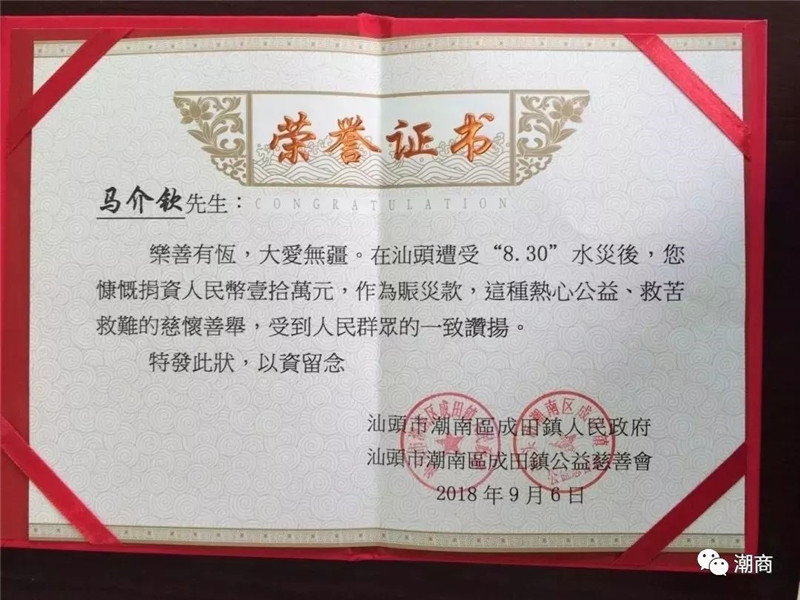 荣誉证书
CONGRATULATION
马介钦先生：
樂善有恆，大愛無疆。在汕頭遭受“8.30”水災後，您
慷慨捐資人民幣壹拾萬元，作為賑災款，這種熱心公益、救苦
救難的慈懷善舉，受到人民群眾的一致讚揚。
特發此狀，以資留念
汕頭市潮南區成田鎮人民政府
汕頭市潮南區成田鎮公益慈善會
2018年9月6日
潮商